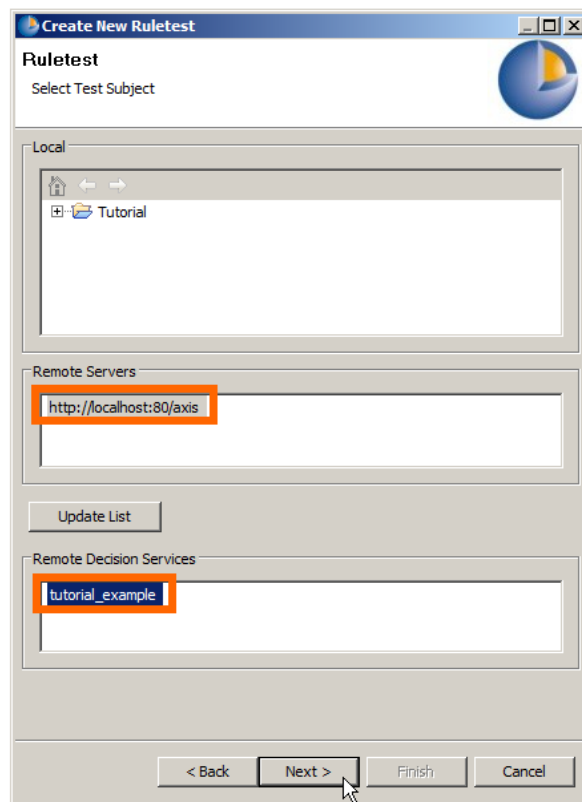 Create New Ruletest
Ruletest
Select Test Subject
Local
Tutorial
Remote Servers
http://localhost:80/axis
Update List
Remote Decision Services
tutorial_example
< Back Next > Finish Cancel